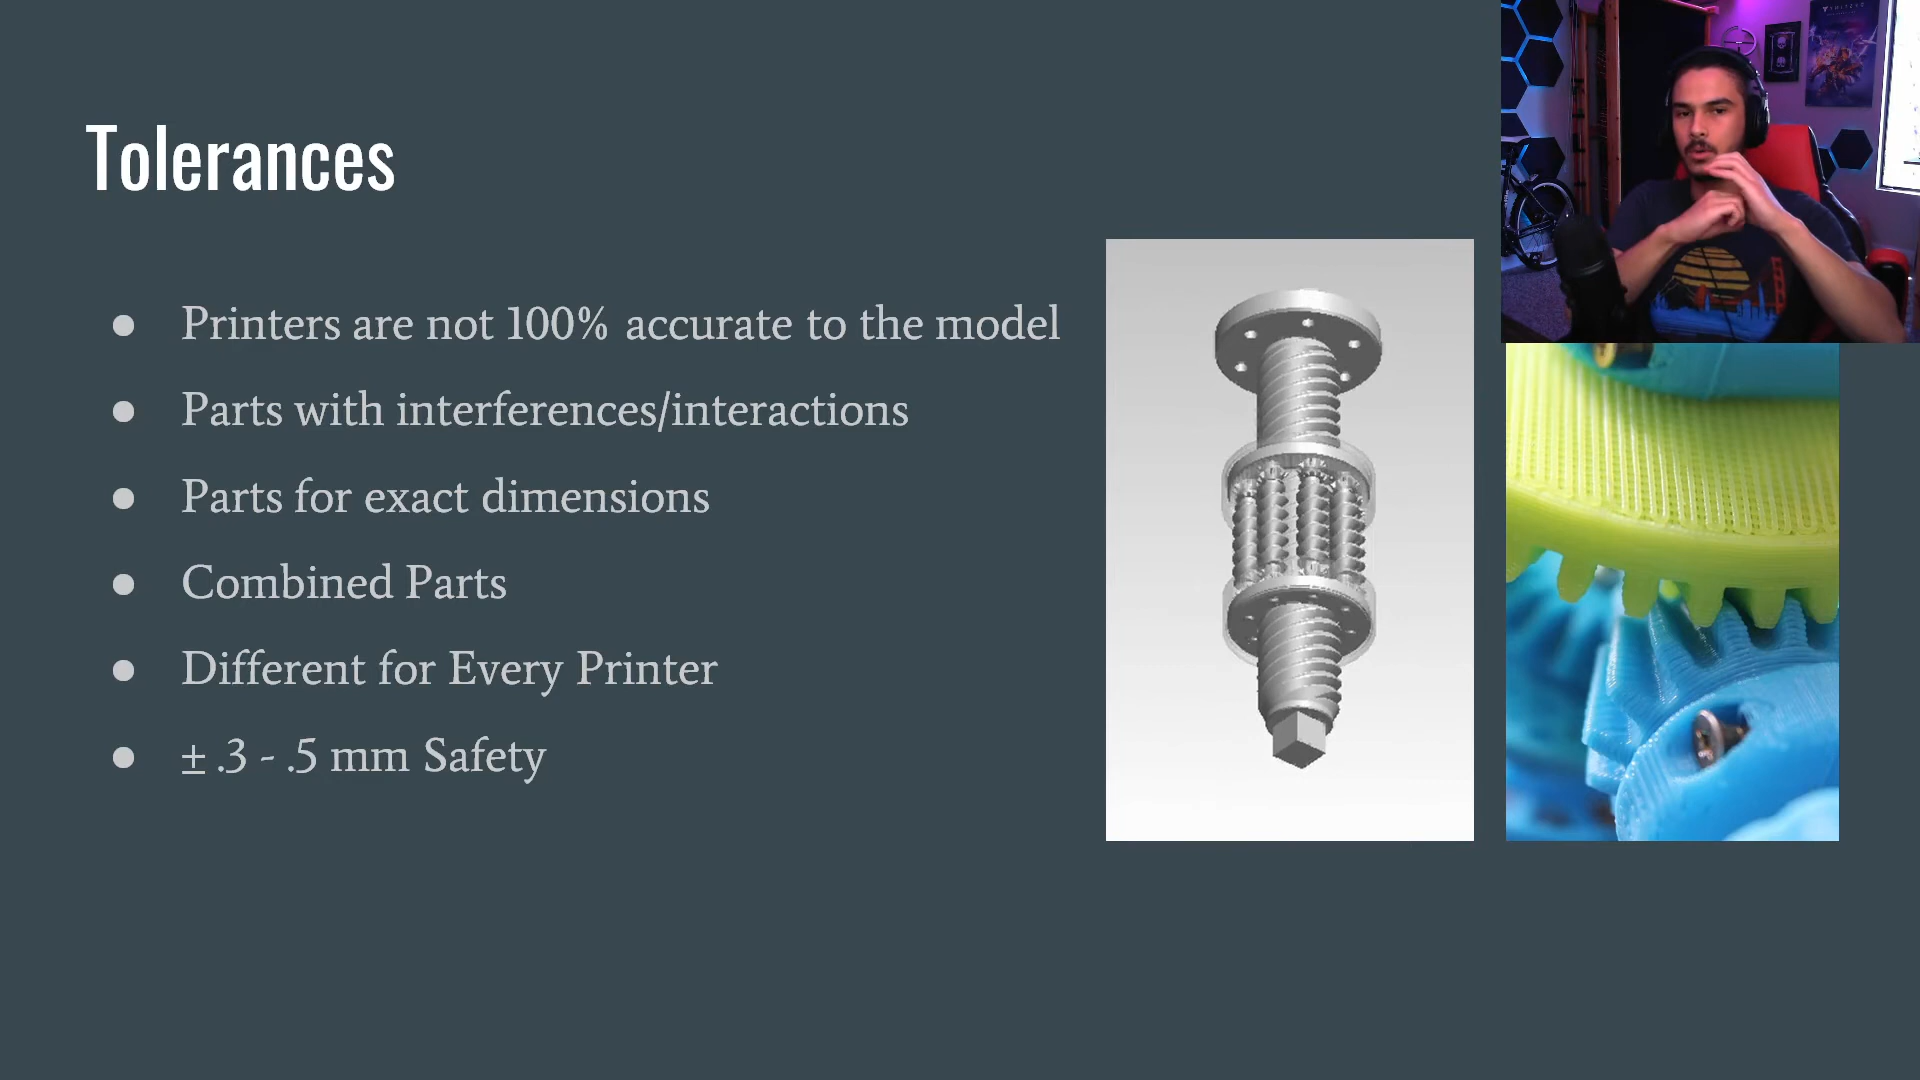 Tolerances
● Printers are not 100% accurate to the model
● Parts with interferences/interactions
● Parts for exact dimensions
● Combined Parts
● Different for Every Printer
● ± .3 - .5 mm Safety